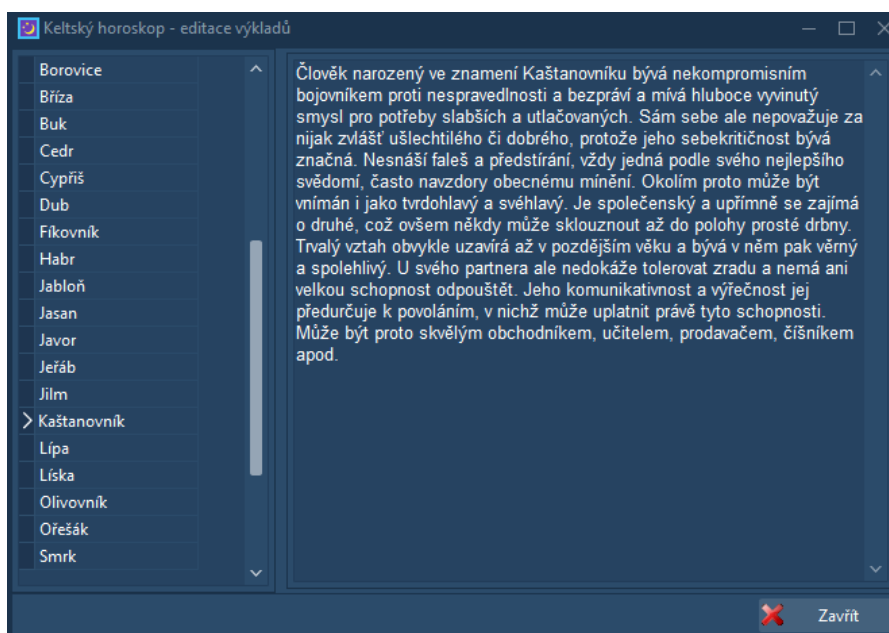 Keltský horoskop - editace výkladů
Borovice
Bříza
Buk
Cedr
Cypřiš
Dub
Fíkovník
Habr
Jabloň
Jasan
Javor
Jeřáb
Jilm
Kaštanovník
Lípa
Líska
Olivovník
Ořešák
Smrk
Člověk narozený ve znamení Kaštanovníku bývá nekompromisním
bojovníkem proti nespravedlnosti a bezpráví a mívá hluboce vyvinutý
smysl pro potřeby slabších a utlačovaných. Sám sebe ale nepovažuje za
nijak zvlášť ušlechtilého či dobrého, protože jeho sebekritičnost bývá
značná. Nesnáší faleš a předstírání, vždy jedná podle svého nejlepšího
svědomí, často navzdory obecnému mínění. Okolím proto může být
vnímán i jako tvrdohlavý a svéhlavý. Je společenský a upřímně se zajímá
o druhé, což ovšem někdy může sklouznout až do polohy prosté drbny.
Trvalý vztah obvykle uzavírá až v pozdějším věku a bývá v něm pak věrný
a spolehlivý. U svého partnera ale nedokáže tolerovat zradu a nemá ani
velkou schopnost odpouštět. Jeho komunikativnost a výřečnost jej
předurčuje k povoláním, v nichž může uplatnit právě tyto schopnosti.
Může být proto skvělým obchodníkem, učitelem, prodavačem, číšníkem
apod.
Zavřít